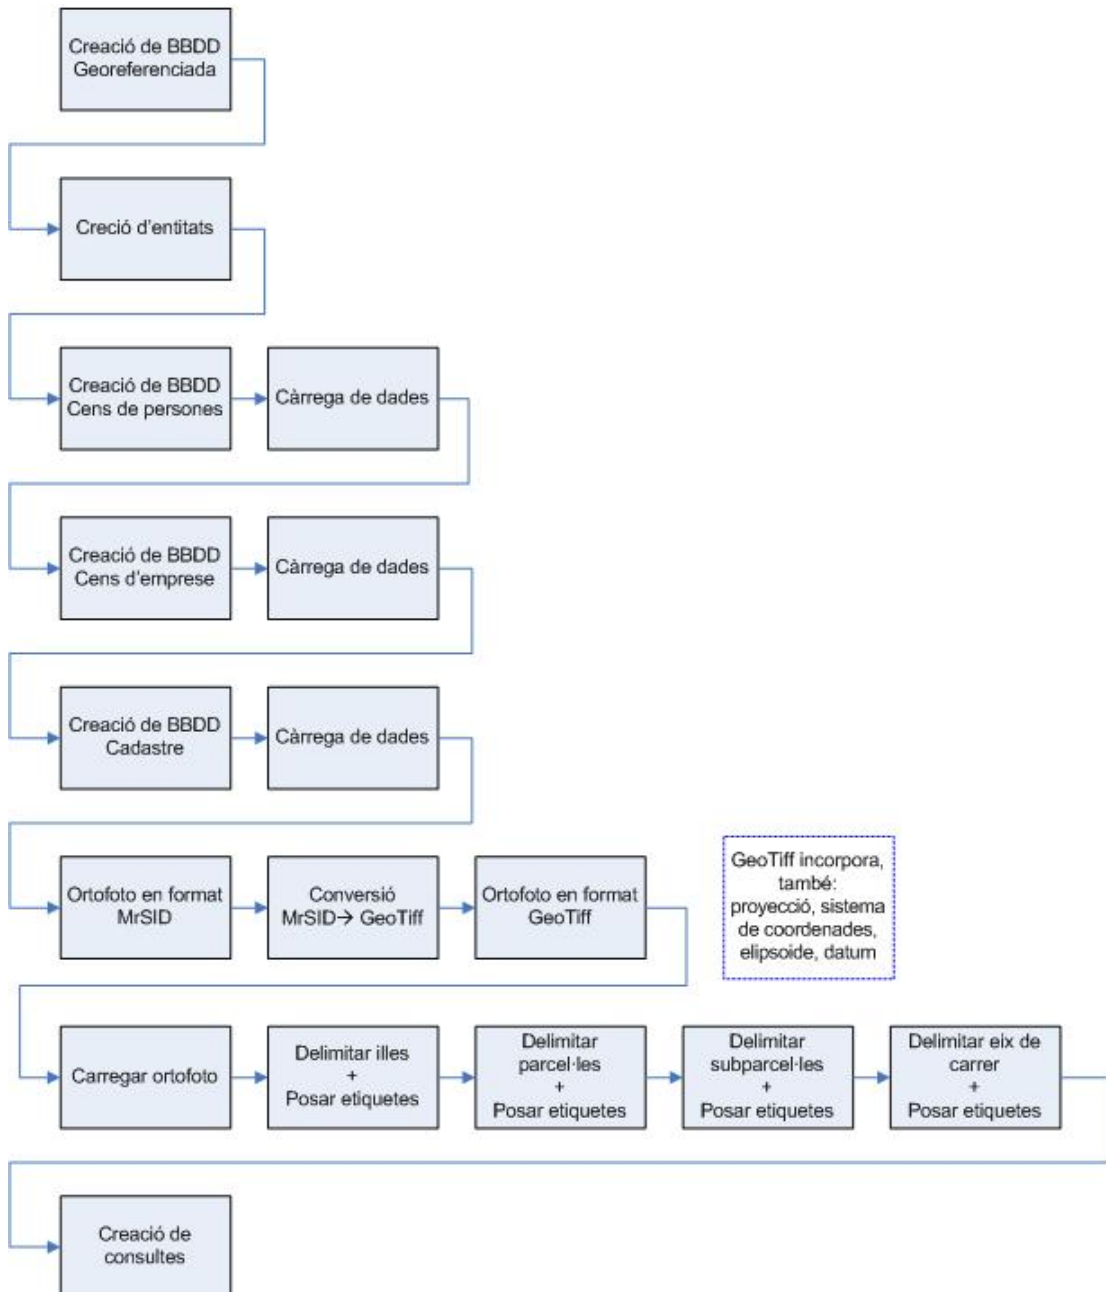 Creació de BBDD
Georeferenciada
Creció d'entitats
Creació de BBDD
Cens de persones
Càrrega de dades
Creació de BBDD
Cens d'emprese
Càrrega de dades
Creació de BBDD
Cadastre
Càrrega de dades
Ortofoto en format
MrSID
Conversió
MrSID→ GeoTiff
Ortofoto en format
GeoTiff
GeoTiff incorpora,
també:
proyecció, sistema
de coordenades,
elipsoide, datum
Carregar ortofoto
Delimitar illes
+
Posar etiquetes
Delimitar
parcel·les
+
Posar etiquetes
Delimitar
subparcel·les
+
Posar etiquetes
Delimitar eix de
carrer
+
Posar etiquetes
Creació de
consultes